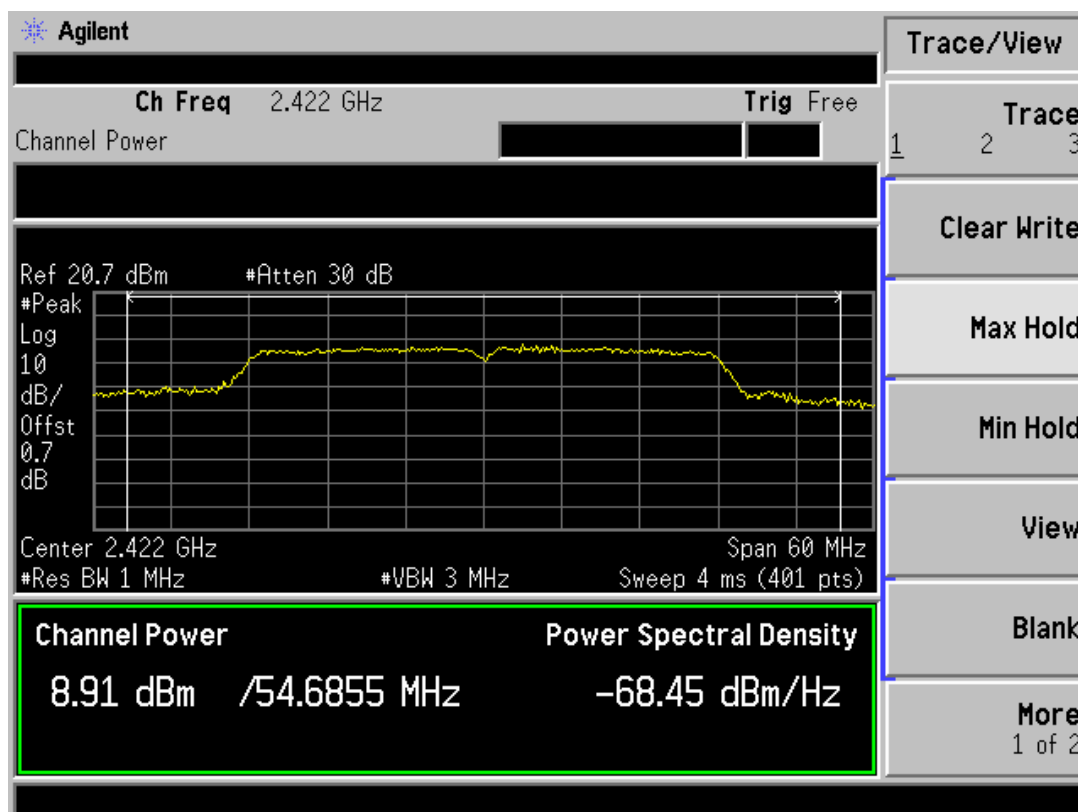 Agilent
Ch Freq 2.422 GHz Trig Free
Channel Power
Ref 20.7 dBm #Atten 30 dB
#Peak
Log
10
dB/
Offst
0.7
dB
Center 2.422 GHz Span 60 MHz
#Res BW 1 MHz #VBW 3 MHz Sweep 4 ms (401 pts)
Channel Power Power Spectral Density
8.91 dBm /54.6855 MHz -68.45 dBm/Hz
Trace/View
Trace
1 2 3
Clear Write
Max Hold
Min Hold
View
Blank
More
1 of 2